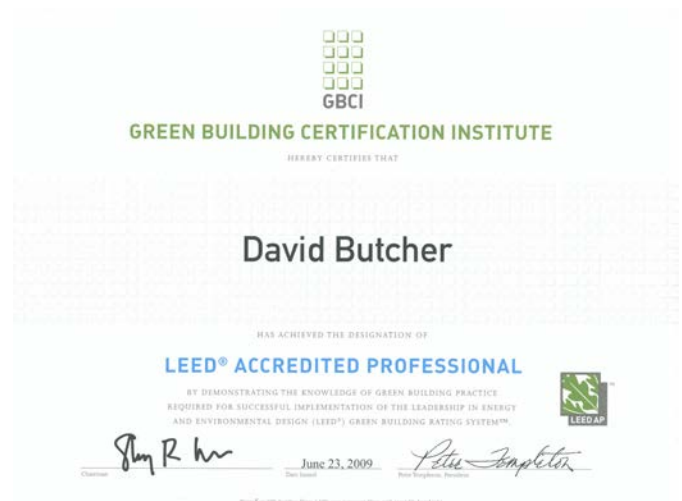 GBCI
GREEN BUILDING CERTIFICATION INSTITUTE
HEREBY CERTIFIES THAT
David Butcher
HAS ACHIEVED THE DESIGNATION OF
LEED® ACCREDITED PROFESSIONAL
BY DEMONSTRATING THE KNOWLEDGE OF GREEN BUILDING PRACTICE
REQUIRED FOR SUCCESSFUL IMPLEMENTATION OF THE LEADERSHIP IN ENERGY
AND ENVIRONMENTAL DESIGN (LEED®) GREEN BUILDING RATING SYSTEM™.
LEED AP
June 23, 2009
Peter Templeton
Chairman
Date Issued
Peter Templeton, President